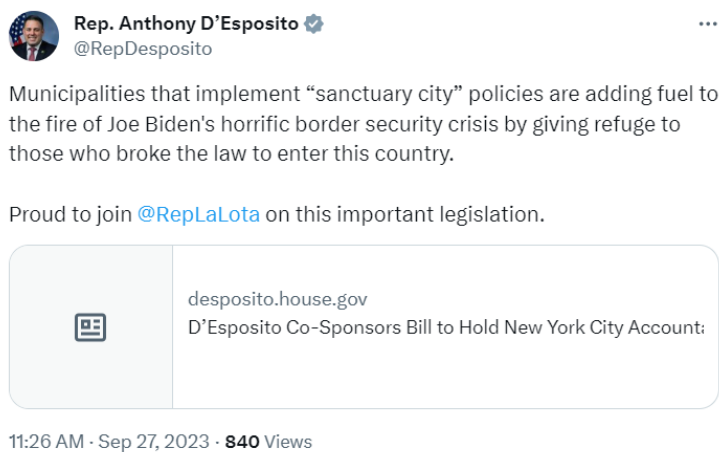 Rep. Anthony D’Esposito
@RepDesposito
Municipalities that implement “sanctuary city” policies are adding fuel to
the fire of Joe Biden's horrific border security crisis by giving refuge to
those who broke the law to enter this country.
Proud to join @RepLaLota on this important legislation.
desposito.house.gov
D’Esposito Co-Sponsors Bill to Hold New York City Accounta
11:26 AM · Sep 27, 2023 · 840 Views